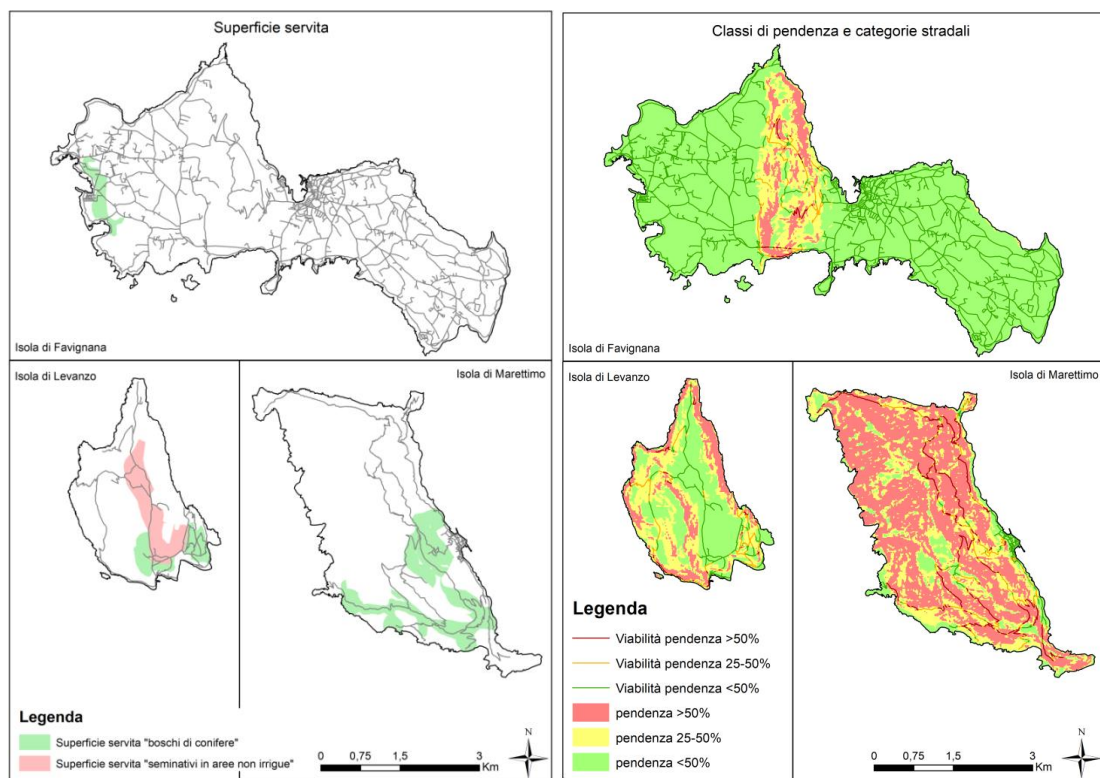 Superficie servita
Isola di Favignana
Isola di Levanzo
Isola di Marettimo
Legenda
Superficie servita "boschi di conifere"
Superficie servita "seminativi in aree non irrigue"
0 0,75 1,5 3
Km
N
Classi di pendenza e categorie stradali
Isola di Favignana
Isola di Levanzo
Isola di Marettimo
Legenda
Viabilità pendenza >50%
Viabilità pendenza 25-50%
Viabilità pendenza <50%
pendenza >50%
pendenza 25-50%
pendenza <50%
0 0,75 1,5 3
Km
N